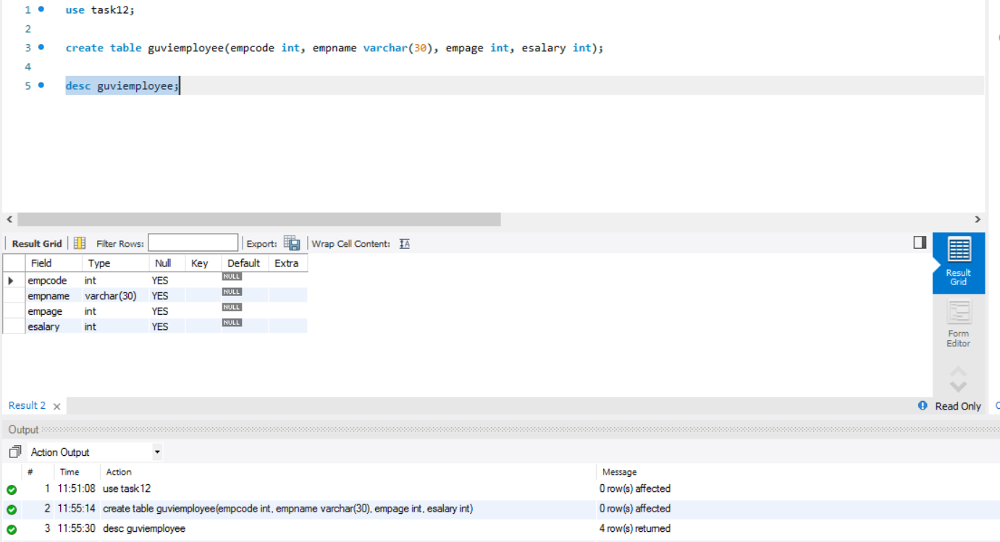 1 use task12;
2
3 create table guviemployee(empcode int, empname varchar(30), empage int, esalary int);
4
5 desc guviemployee;
Result Grid Filter Rows: Export: Wrap Cell Content: IA
Field Type Null Key Default Extra
empcode int YES NULL
empname varchar(30) YES NULL
empage int YES NULL
esalary int YES NULL
Result
Grid
Form
Editor
Result 2 Read Only
Output
Action Output
# Time Action Message
1 11:51:08 use task12 0 row(s) affected
2 11:55:14 create table guviemployee(empcode int, empname varchar(30), empage int, esalary int) 0 row(s) affected
3 11:55:30 desc guviemployee 4 row(s) returned